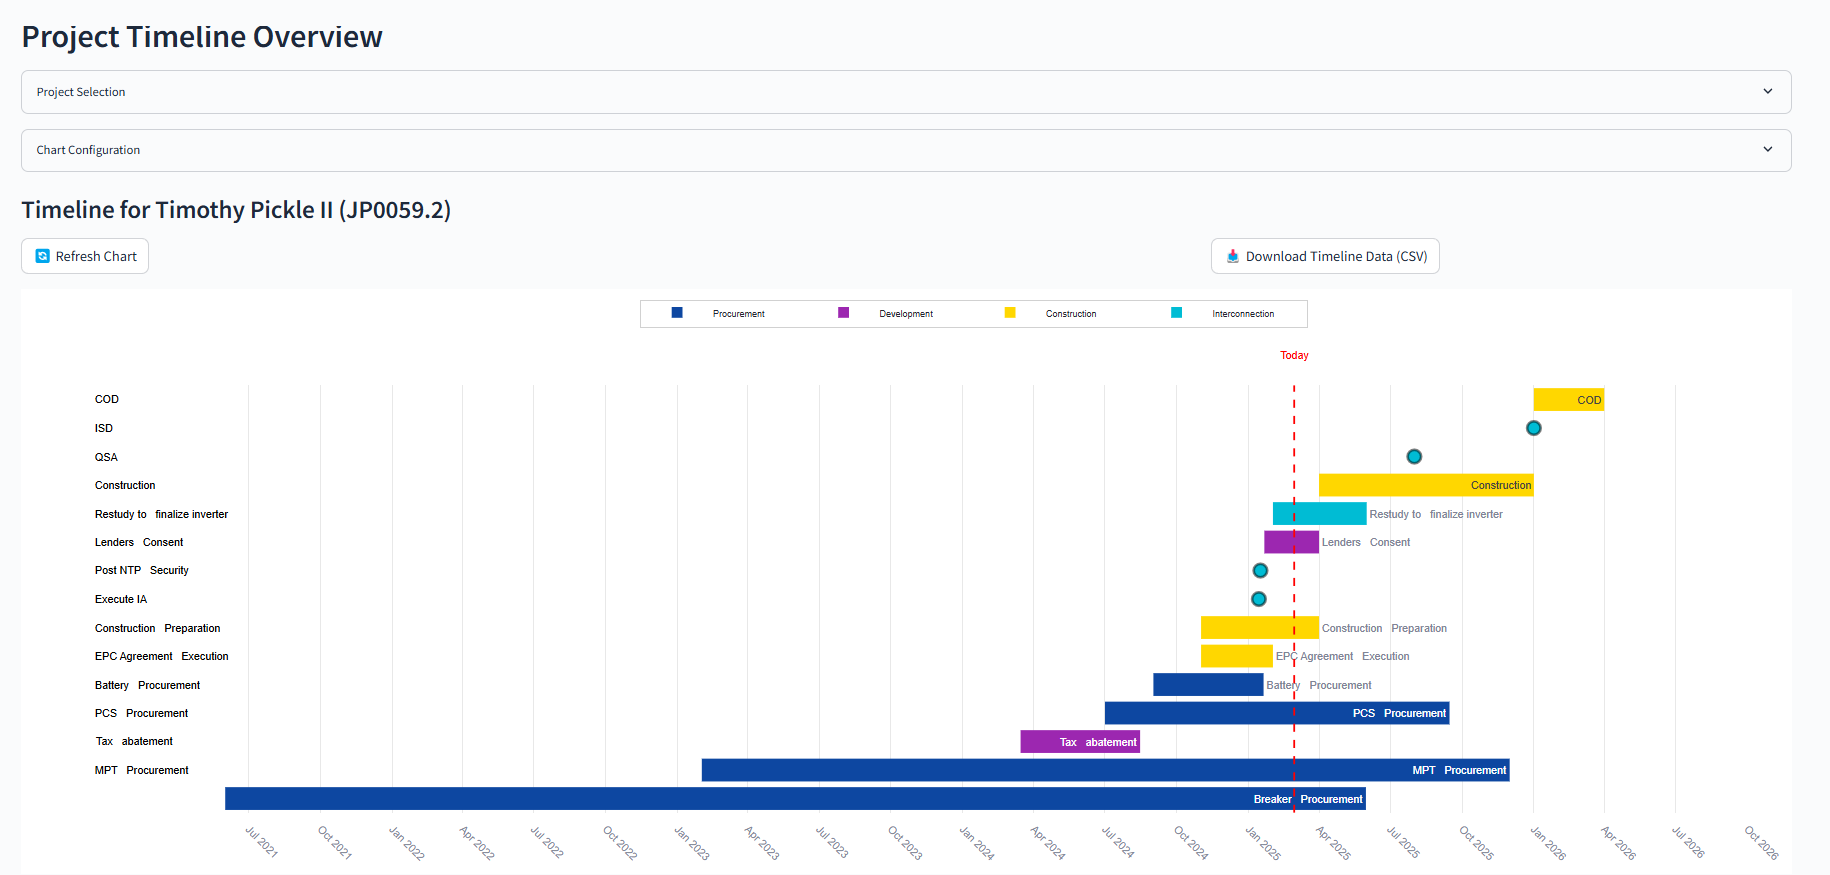 Project Timeline Overview
Project Selection
Chart Configuration
Timeline for Timothy Pickle II (JP0059.2)
Refresh Chart
Download Timeline Data (CSV)
Procurement Development Construction Interconnection
Today
COD COD
ISD
QSA
Construction Construction
Restudy to finalize inverter Restudy to finalize inverter
Lenders Consent Lenders Consent
Post NTP Security
Execute IA
Construction Preparation Construction Preparation
EPC Agreement Execution EPC Agreement Execution
Battery Procurement Battery Procurement
PCS Procurement PCS Procurement
Tax abatement Tax abatement
MPT Procurement MPT Procurement
Breaker Procurement
Jul 2021 Oct 2021 Jan 2022 Apr 2022 Jul 2022 Oct 2022 Jan 2023 Apr 2023 Jul 2023 Oct 2023 Jan 2024 Apr 2024 Jul 2024 Oct 2024 Jan 2025 Apr 2025 Jul 2025 Oct 2025 Jan 2026 Apr 2026 Jul 2026 Oct 2026